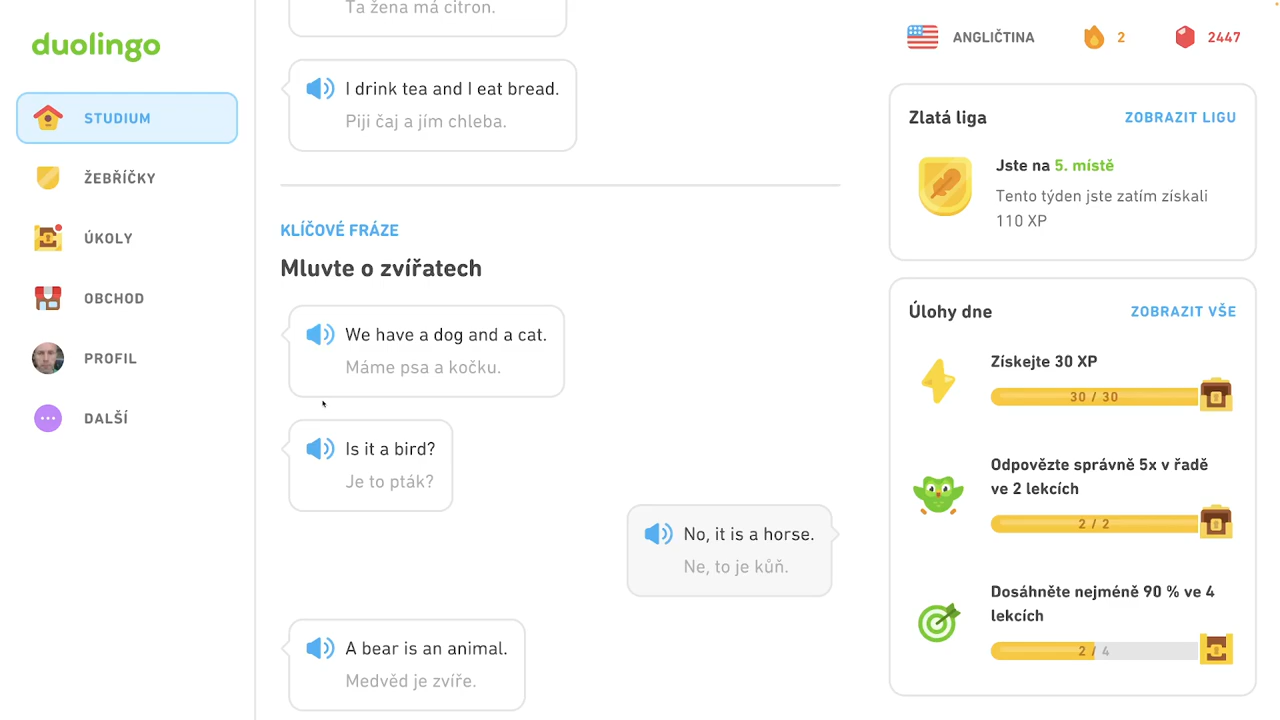 duolingo
STUDIUM
ŽEBŘÍČKY
ÚKOLY
OBCHOD
PROFIL
DALŠÍ
Ta žena má citron.
I drink tea and I eat bread.
Piji čaj a jím chleba.
KLÍČOVÉ FRÁZE
Mluvte o zvířatech
We have a dog and a cat.
Máme psa a kočku.
Is it a bird?
Je to pták?
No, it is a horse.
Ne, to je kůň.
A bear is an animal.
Medvěd je zvíře.
ANGLIČTINA
2
2447
Zlatá liga
ZOBRAZIT LIGU
Jste na 5. místě
Tento týden jste zatím získali
110 XP
Úlohy dne
ZOBRAZIT VŠE
Získejte 30 XP
30 / 30
Odpovězte správně 5x v řadě
ve 2 lekcích
2 / 2
Dosáhněte nejméně 90 % ve 4
lekcích
2 / 4